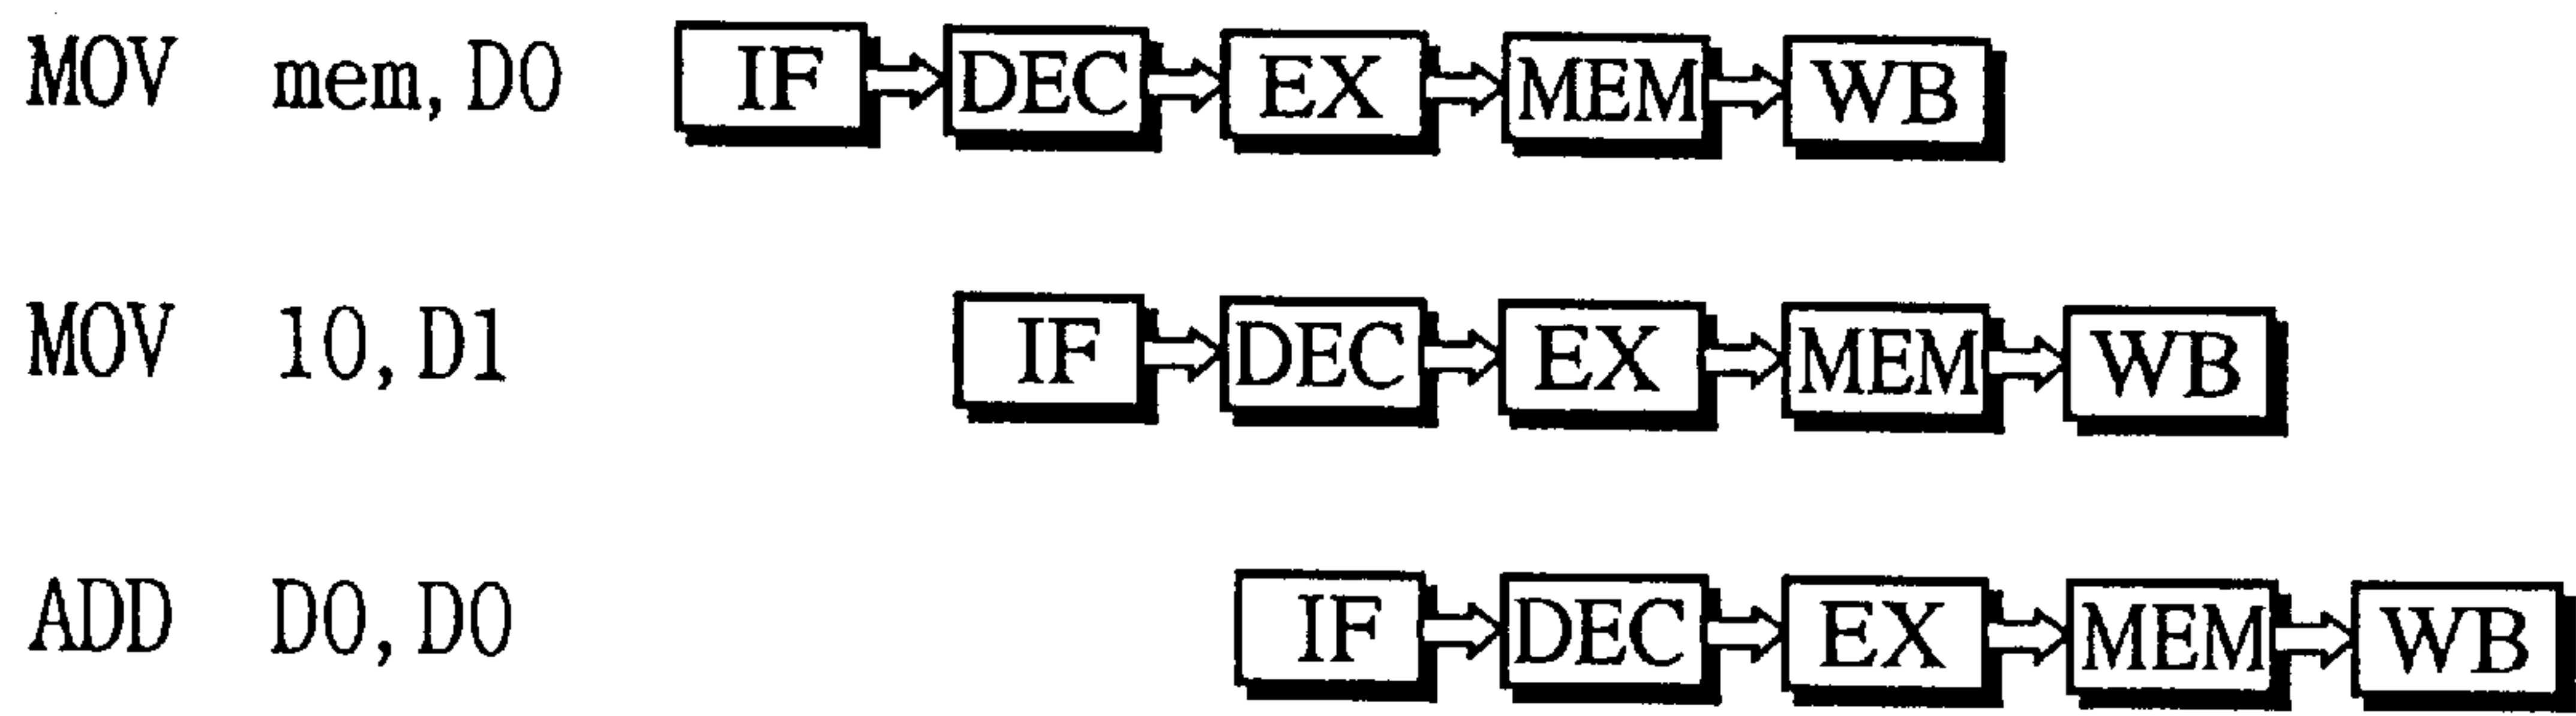 MOV mem, D0 IF DEC EX MEM WB
MOV 10, D1 IF DEC EX MEM WB
ADD D0, D0 IF DEC EX MEM WB